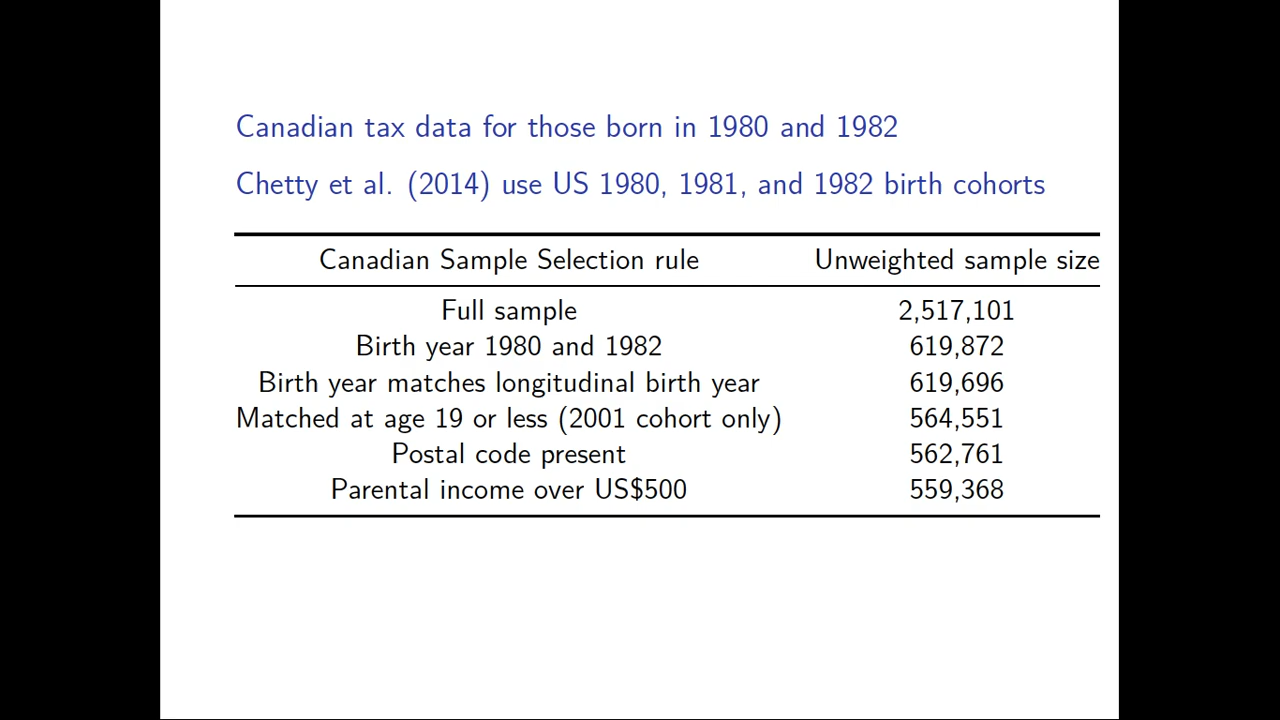 Canadian tax data for those born in 1980 and 1982
Chetty et al. (2014) use US 1980, 1981, and 1982 birth cohorts
Canadian Sample Selection rule Unweighted sample size
Full sample 2,517,101
Birth year 1980 and 1982 619,872
Birth year matches longitudinal birth year 619,696
Matched at age 19 or less (2001 cohort only) 564,551
Postal code present 562,761
Parental income over US$500 559,368